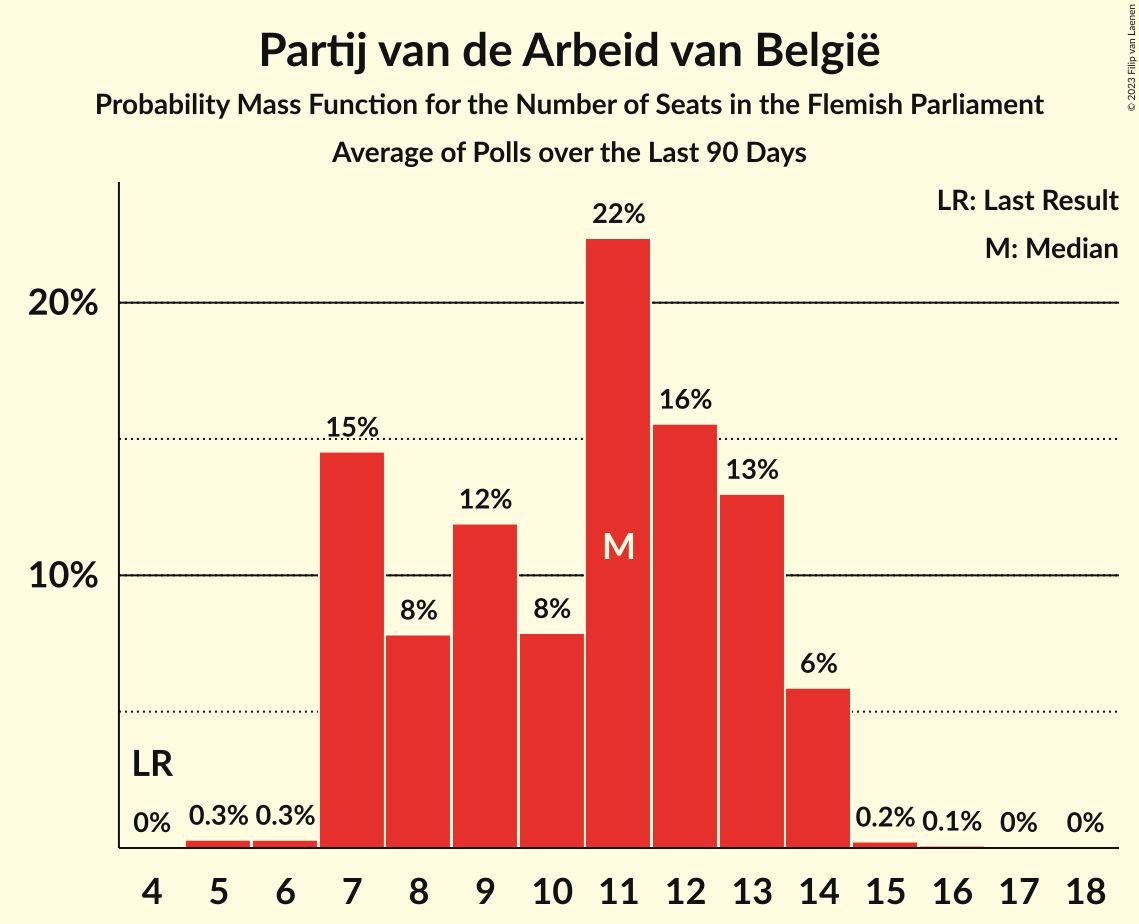 Partij van de Arbeid van België
Probability Mass Function for the Number of Seats in the Flemish Parliament
Average of Polls over the Last 90 Days
© 2023 Filip van Laenen
LR: Last Result
M: Median
22%
20%
16%
15%
13%
12%
M
10%
8%
8%
6%
LR
0%
0.3%
0.3%
0.2%
0.1%
0%
0%
4 5 6 7 8 9 10 11 12 13 14 15 16 17 18